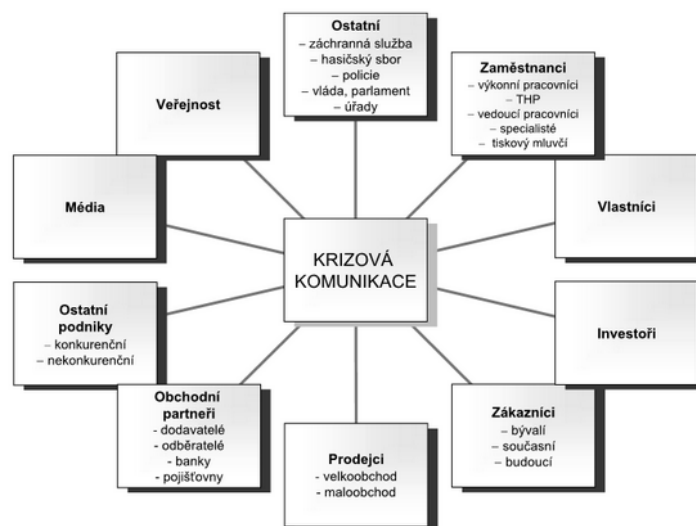 Ostatní
– záchranná služba
– hasičský sbor
– policie
– vláda, parlament
– úřady
Zaměstnanci
– výkonní pracovníci
– THP
– vedoucí pracovníci
– specialisté
– tiskový mluvčí
Veřejnost
Média
Vlastníci
KRIZOVÁ
KOMUNIKACE
Ostatní
podniky
– konkurenční
– nekonkurenční
Investoři
Obchodní
partneři
- dodavatelé
- odběratelé
- banky
- pojišťovny
Prodejci
- velkoobchod
- maloobchod
Zákazníci
– bývalí
– současní
– budoucí